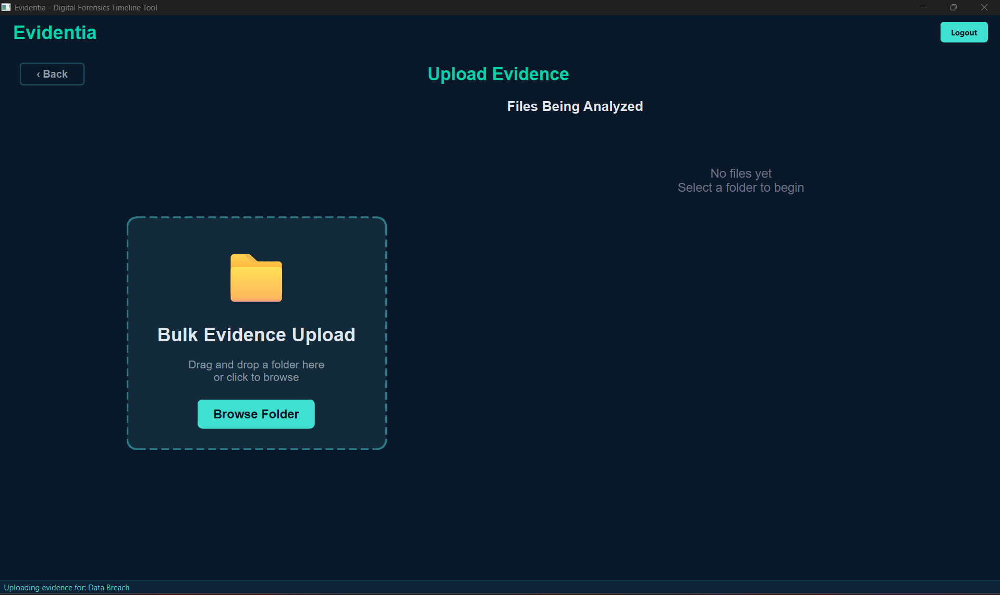 Evidentia - Digital Forensics Timeline Tool
Evidentia
Logout
‹ Back
Upload Evidence
Files Being Analyzed
No files yet
Select a folder to begin
Bulk Evidence Upload
Drag and drop a folder here
or click to browse
Browse Folder
Uploading evidence for: Data Breach